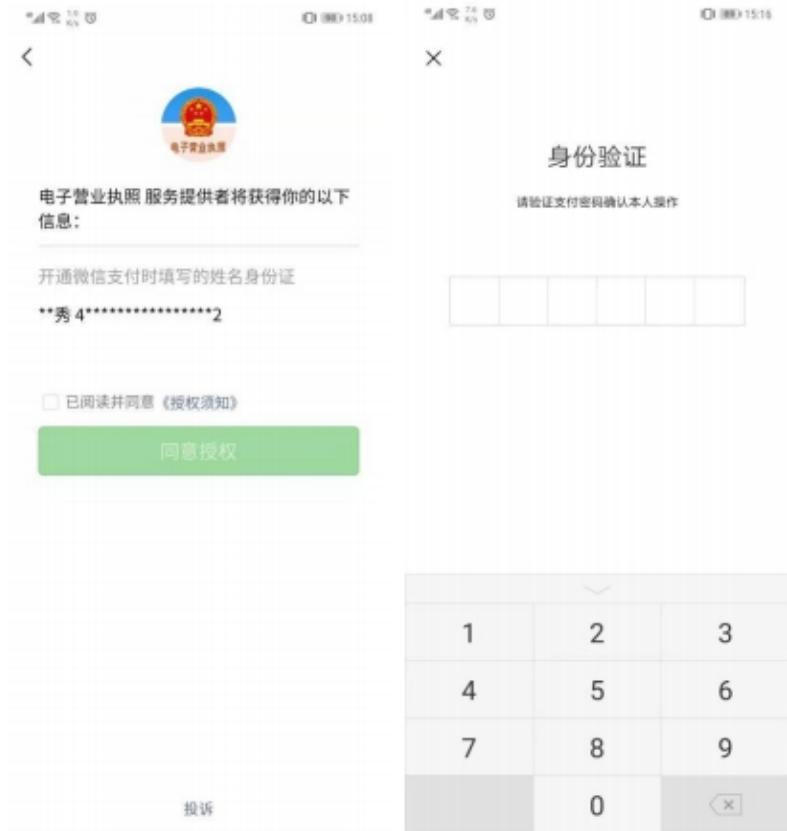 15:08
电子营业执照
电子营业执照 服务提供者将获得你的以下
信息：
开通微信支付时填写的姓名身份证
**秀 4****************2
已阅读并同意《授权须知》
同意授权
投诉
15:16
身份验证
请验证支付密码确认本人操作
1 2 3
4 5 6
7 8 9
0